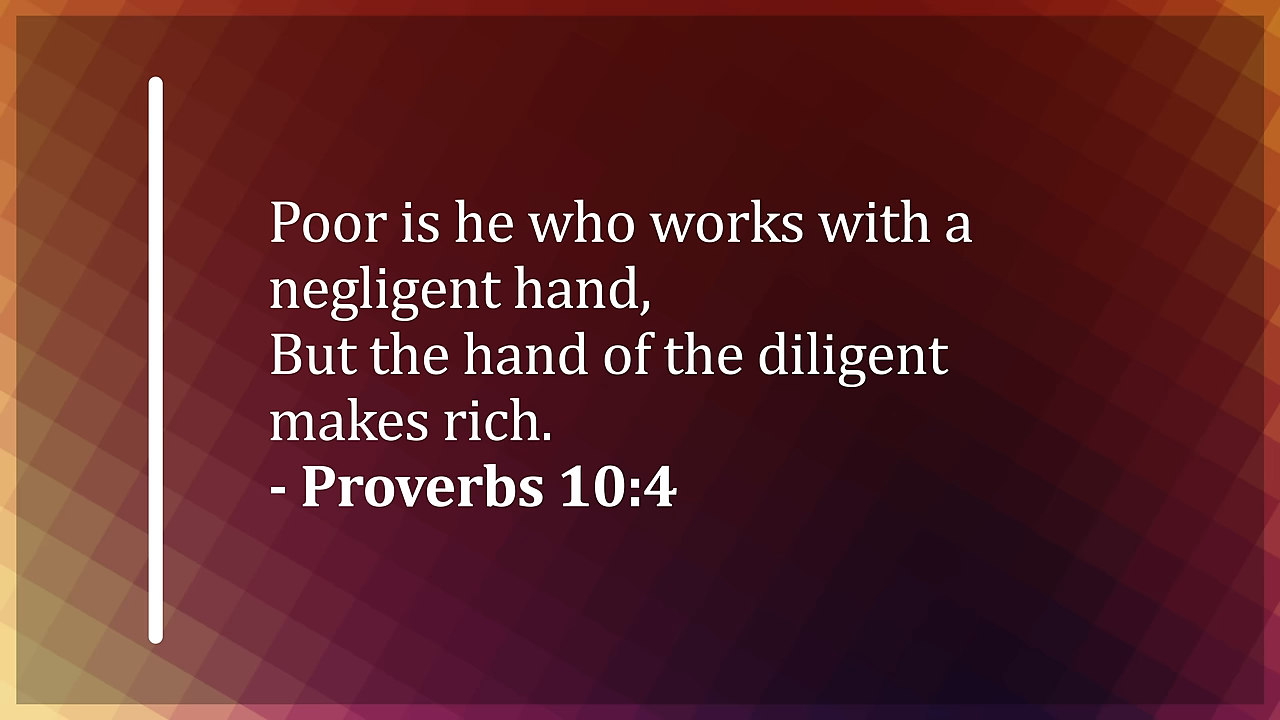 Poor is he who works with a
negligent hand,
But the hand of the diligent
makes rich.
- Proverbs 10:4